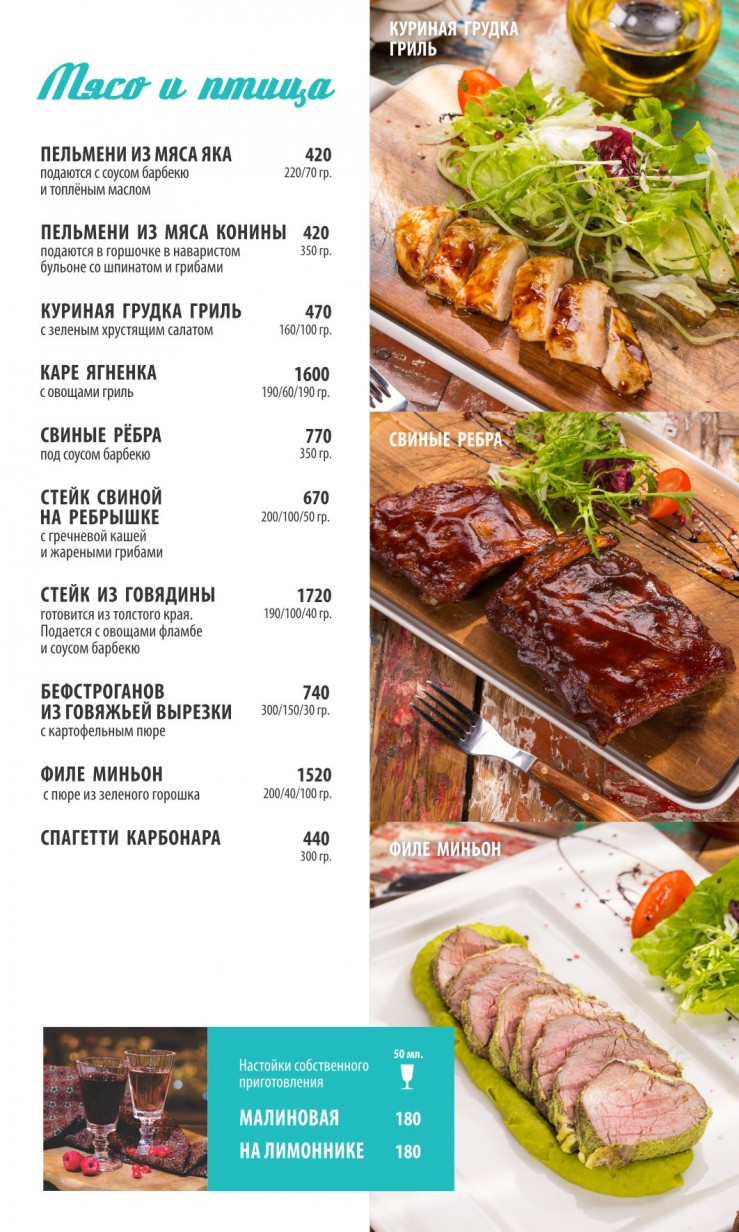 Мясо и птица
ПЕЛЬМЕНИ ИЗ МЯСА ЯКА 420
подаются с соусом барбекю 220/70 гр.
и топлёным маслом
ПЕЛЬМЕНИ ИЗ МЯСА КОНИНЫ 420
подаются в горшочке в наваристом 350 гр.
бульоне со шпинатом и грибами
КУРИНАЯ ГРУДКА ГРИЛЬ 470
с зеленым хрустящим салатом 160/100 гр.
КАРЕ ЯГНЕНКА 1600
с овощами гриль 190/60/190 гр.
СВИНЫЕ РЁБРА 770
под соусом барбекю 350 гр.
СТЕЙК СВИНОЙ 670
НА РЕБРЫШКЕ 200/100/50 гр.
с гречневой кашей
и жареными грибами
СТЕЙК ИЗ ГОВЯДИНЫ 1720
готовится из толстого края. 190/100/40 гр.
Подается с овощами фламбе
и соусом барбекю
БЕФСТРОГАНОВ 740
ИЗ ГОВЯЖЬЕЙ ВЫРЕЗКИ 300/150/30 гр.
с картофельным пюре
ФИЛЕ МИНЬОН 1520
с пюре из зеленого горошка 200/40/100 гр.
СПАГЕТТИ КАРБОНАРА 440
300 гр.
КУРИНАЯ ГРУДКА
ГРИЛЬ
СВИНЫЕ РЕБРА
ФИЛЕ МИНЬОН
50 мл.
Настойки собственного
приготовления
МАЛИНОВАЯ 180
НА ЛИМОННИКЕ 180